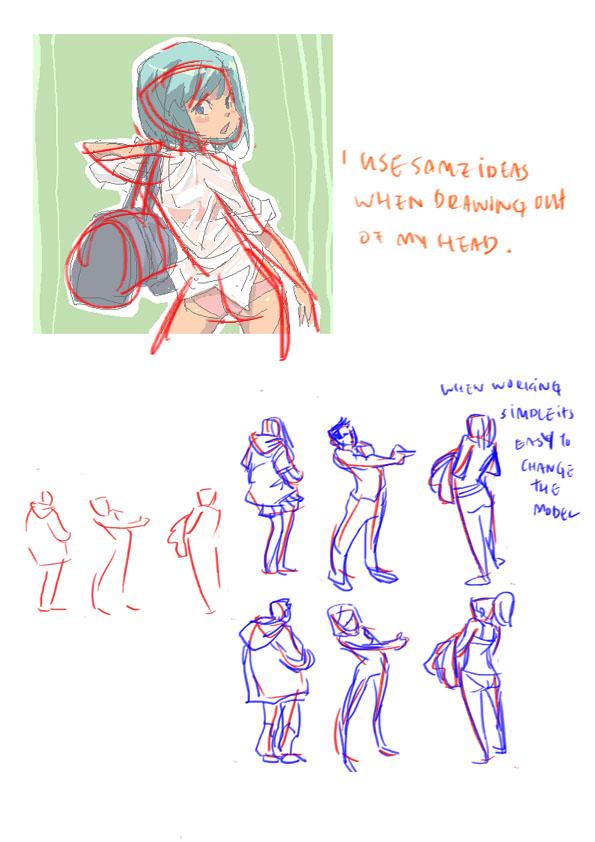 I USE SAME IDEAS
WHEN DRAWING OUT
OF MY HEAD.
WHEN WORKING
SIMPLE ITS
EASY TO
CHANGE
THE
MODEL